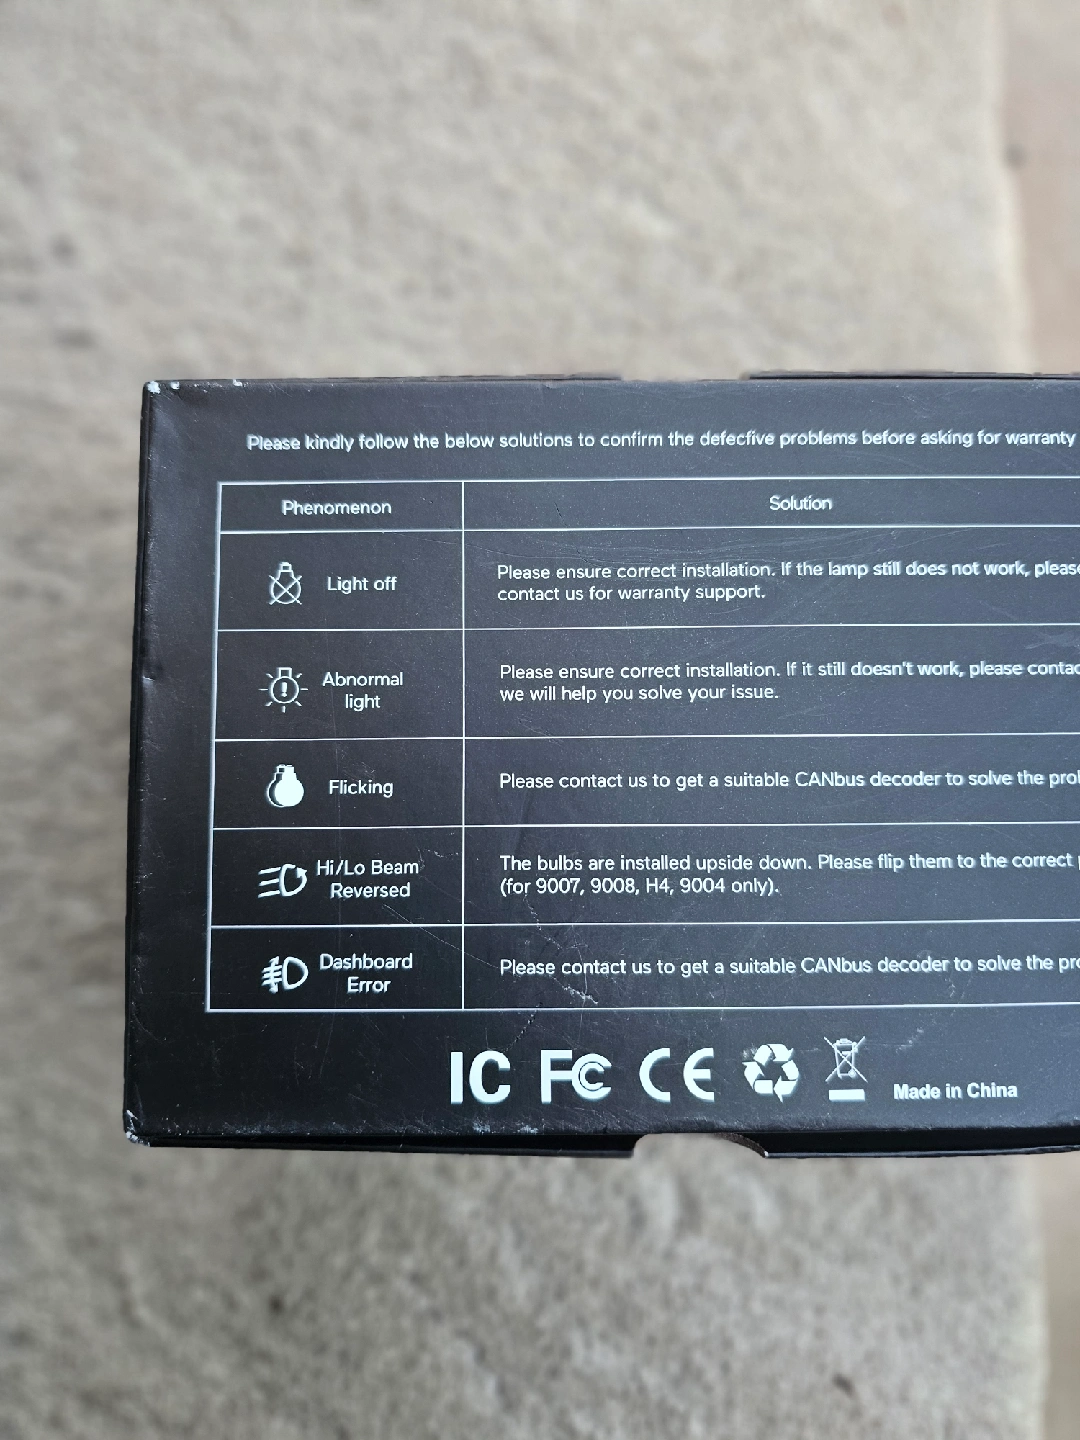 Please kindly follow the below solutions to confirm the defecfive problems before asking for warranty
Phenomenon
Solution
Light off
Please ensure correct installation. If the lamp still does not work, please
contact us for warranty support.
Abnormal
light
Please ensure correct installation. If it still doesn't work, please contac
we will help you solve your issue.
Flicking
Please contact us to get a suitable CANbus decoder to solve the pro
Hi/Lo Beam
Reversed
The bulbs are installed upside down. Please flip them to the correct
(for 9007, 9008, H4, 9004 only).
Dashboard
Error
Please contact us to get a suitable CANbus decoder to solve the pro
IC FC CE
Made in China